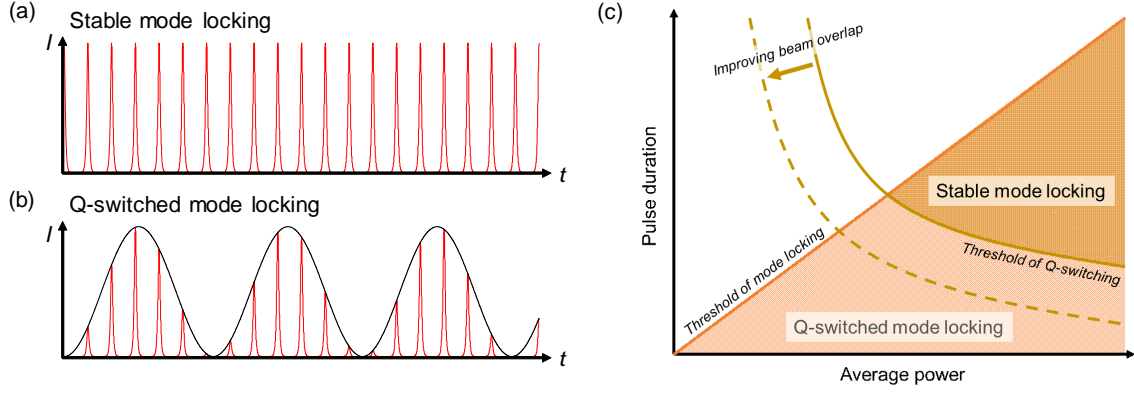 (a)
Stable mode locking
I
t
(b)
Q-switched mode locking
I
t
(c)
Pulse duration
Improving beam overlap
Stable mode locking
Threshold of mode locking
Threshold of Q-switching
Q-switched mode locking
Average power